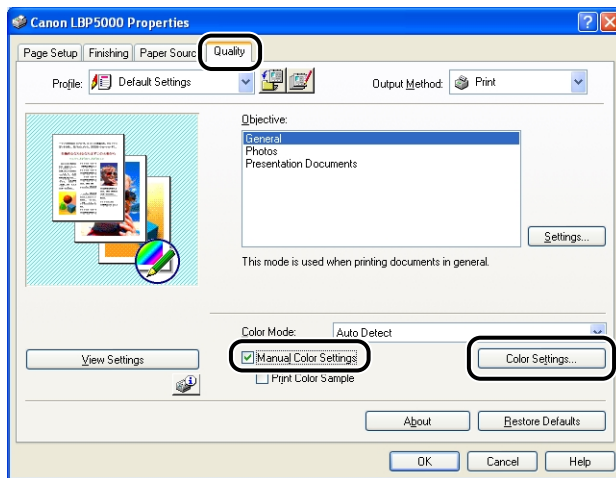 Canon LBP5000 Properties
Page Setup Finishing Paper Sourc Quality
Profile: Default Settings Output Method: Print
Objective:
General
Photos
Presentation Documents
Settings...
This mode is used when printing documents in general.
Color Mode: Auto Detect
View Settings Manual Color Settings Color Settings...
Print Color Sample
About Restore Defaults
OK Cancel Help